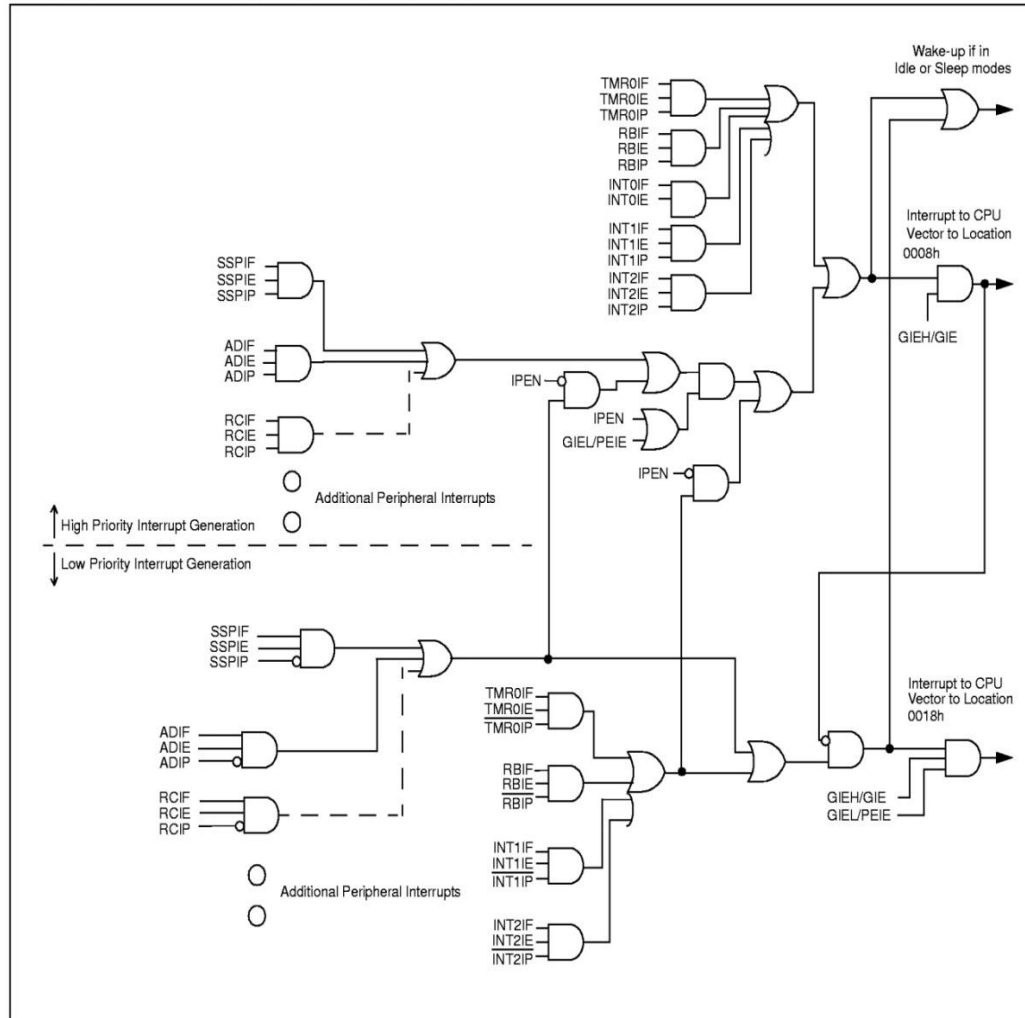 Wake-up if in
Idle or Sleep modes
TMR0IF
TMR0IE
TMR0IP
RBIF
RBIE
RBIP
INT0IF
INT0IE
INT1IF
INT1IE
INT1IP
INT2IF
INT2IE
INT2IP
Interrupt to CPU
Vector to Location
0008h
GIEH/GIE
SSPIF
SSPIE
SSPIP
ADIF
ADIE
ADIP
RCIF
RCIE
RCIP
IPEN
IPEN
GIEL/PEIE
IPEN
Additional Peripheral Interrupts
High Priority Interrupt Generation
Low Priority Interrupt Generation
SSPIF
SSPIE
SSPIP
ADIF
ADIE
ADIP
RCIF
RCIE
RCIP
Additional Peripheral Interrupts
TMR0IF
TMR0IE
TMR0IP
RBIF
RBIE
RBIP
INT1IF
INT1IE
INT1IP
INT2IF
INT2IE
INT2IP
Interrupt to CPU
Vector to Location
0018h
GIEH/GIE
GIEL/PEIE